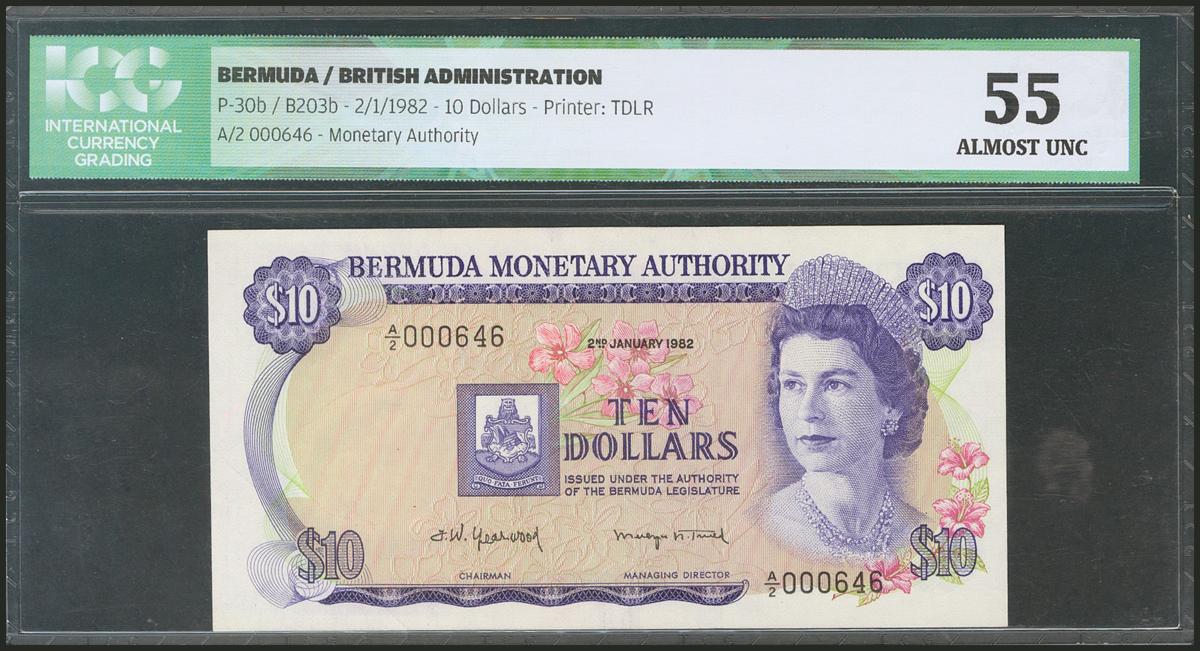 ICG
INTERNATIONAL
CURRENCY
GRADING
BERMUDA / BRITISH ADMINISTRATION
P-30b / B203b - 2/1/1982 - 10 Dollars - Printer: TDLR
A/2 000646 - Monetary Authority
55
ALMOST UNC
BERMUDA MONETARY AUTHORITY
$10
$10
A/2 000646
2ND JANUARY 1982
TEN
DOLLARS
QUO FATA FERUNT
ISSUED UNDER THE AUTHORITY
OF THE BERMUDA LEGISLATURE
J.W. Yearwood
CHAIRMAN
MANAGING DIRECTOR
$10
$10
A/2 000646